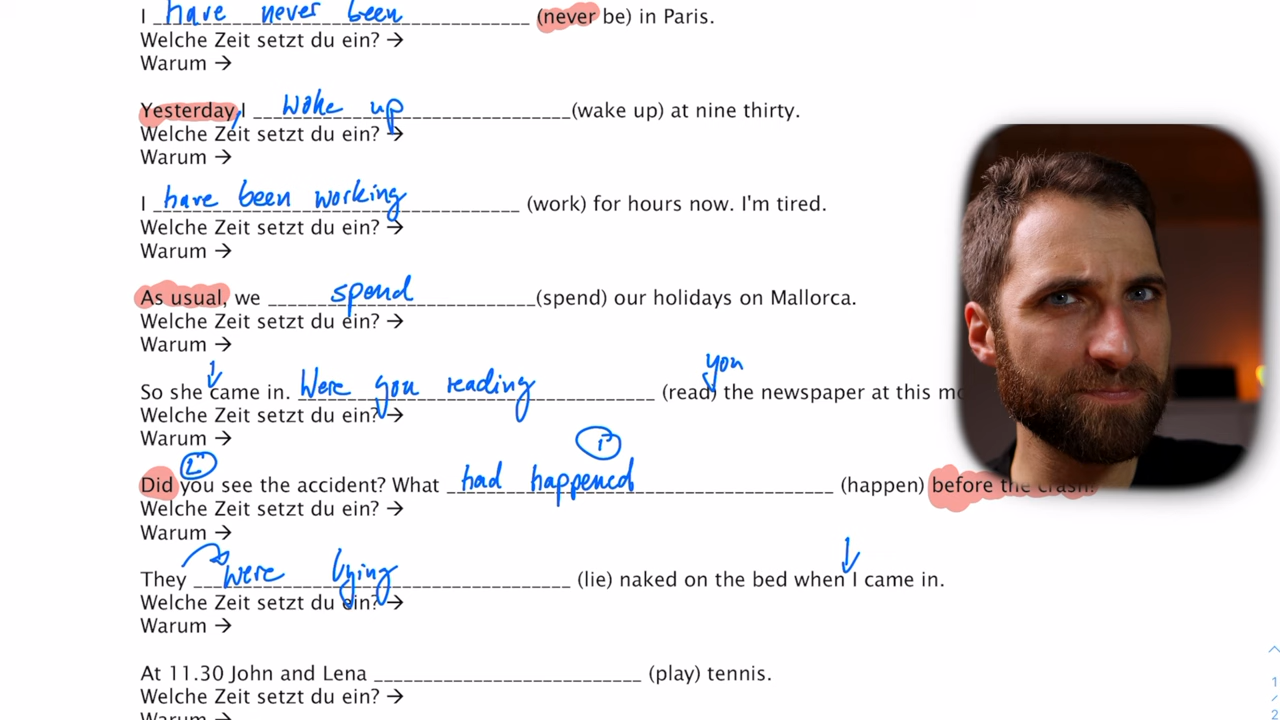 I have never been (never be) in Paris.
Welche Zeit setzt du ein? →
Warum →
Yesterday, I woke up (wake up) at nine thirty.
Welche Zeit setzt du ein? →
Warum →
I have been working (work) for hours now. I'm tired.
Welche Zeit setzt du ein? →
Warum →
As usual, we spend (spend) our holidays on Mallorca.
Welche Zeit setzt du ein? →
Warum →
you
So she came in. Were you reading (read) the newspaper at this
Welche Zeit setzt du ein? →
Warum →
2. 1.
Did you see the accident? What had happened (happen) before the crash?
Welche Zeit setzt du ein? →
Warum →
They were lying (lie) naked on the bed when I came in.
Welche Zeit setzt du ein? →
Warum →
At 11.30 John and Lena (play) tennis.
Welche Zeit setzt du ein? →
Warum →
1
/
2